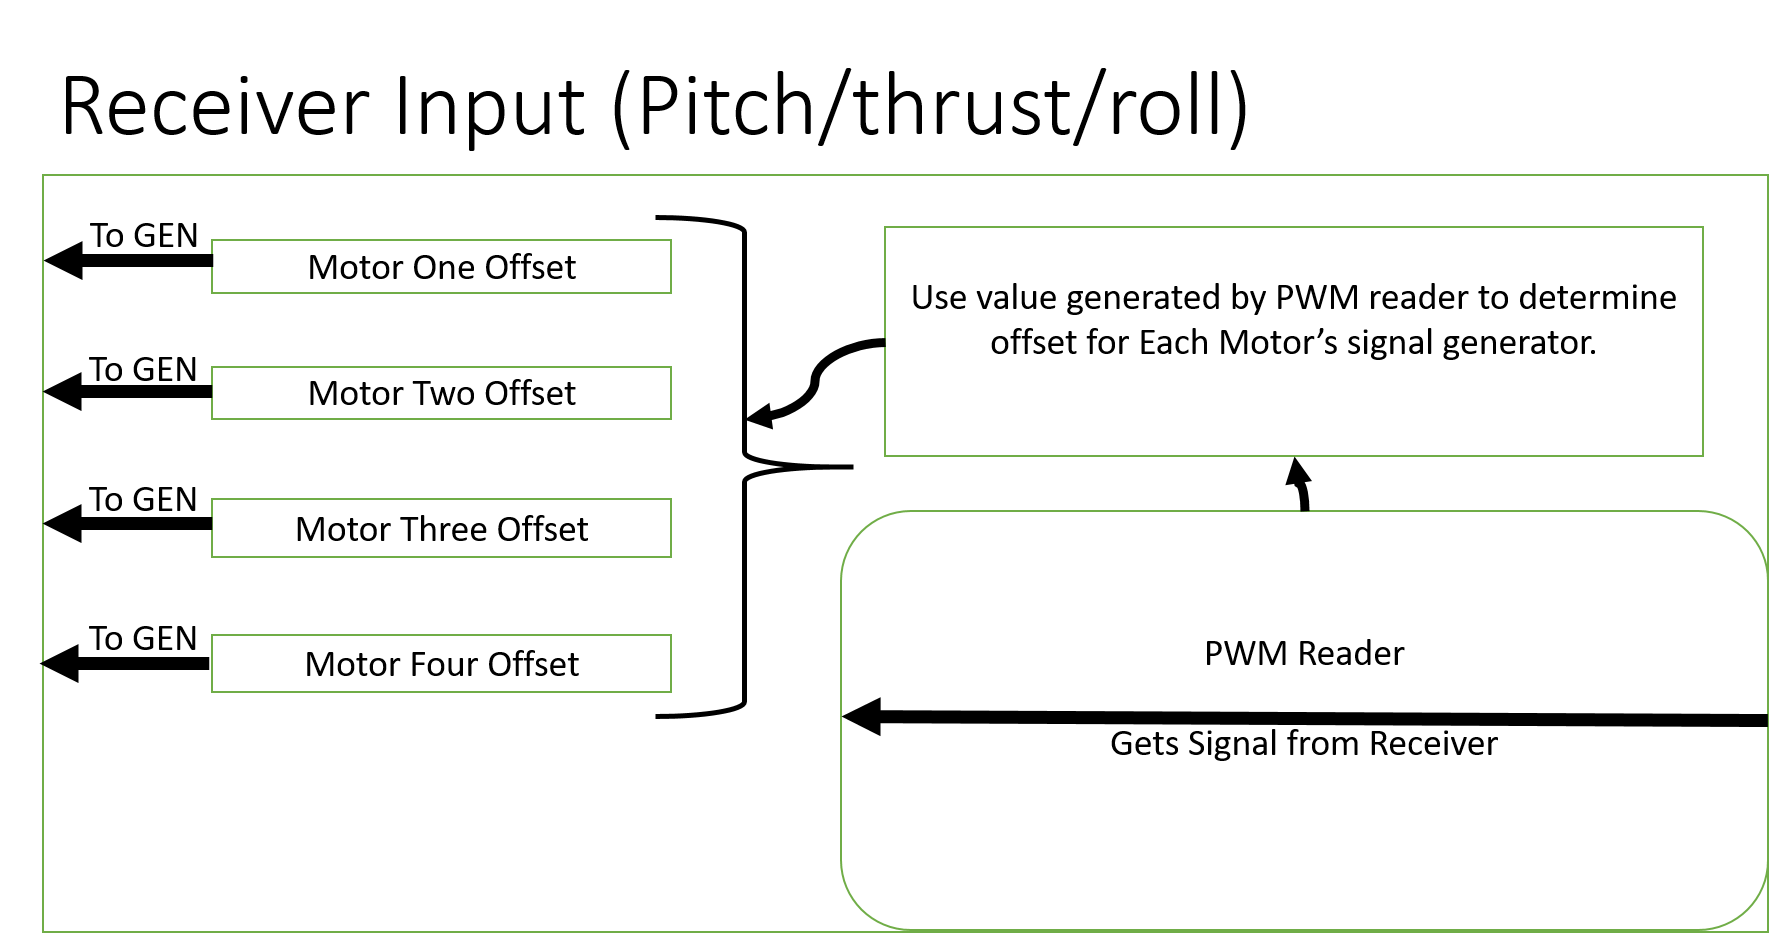 Receiver Input (Pitch/thrust/roll)
To GEN
Motor One Offset
To GEN
Motor Two Offset
To GEN
Motor Three Offset
To GEN
Motor Four Offset
Use value generated by PWM reader to determine
offset for Each Motor’s signal generator.
PWM Reader
Gets Signal from Receiver